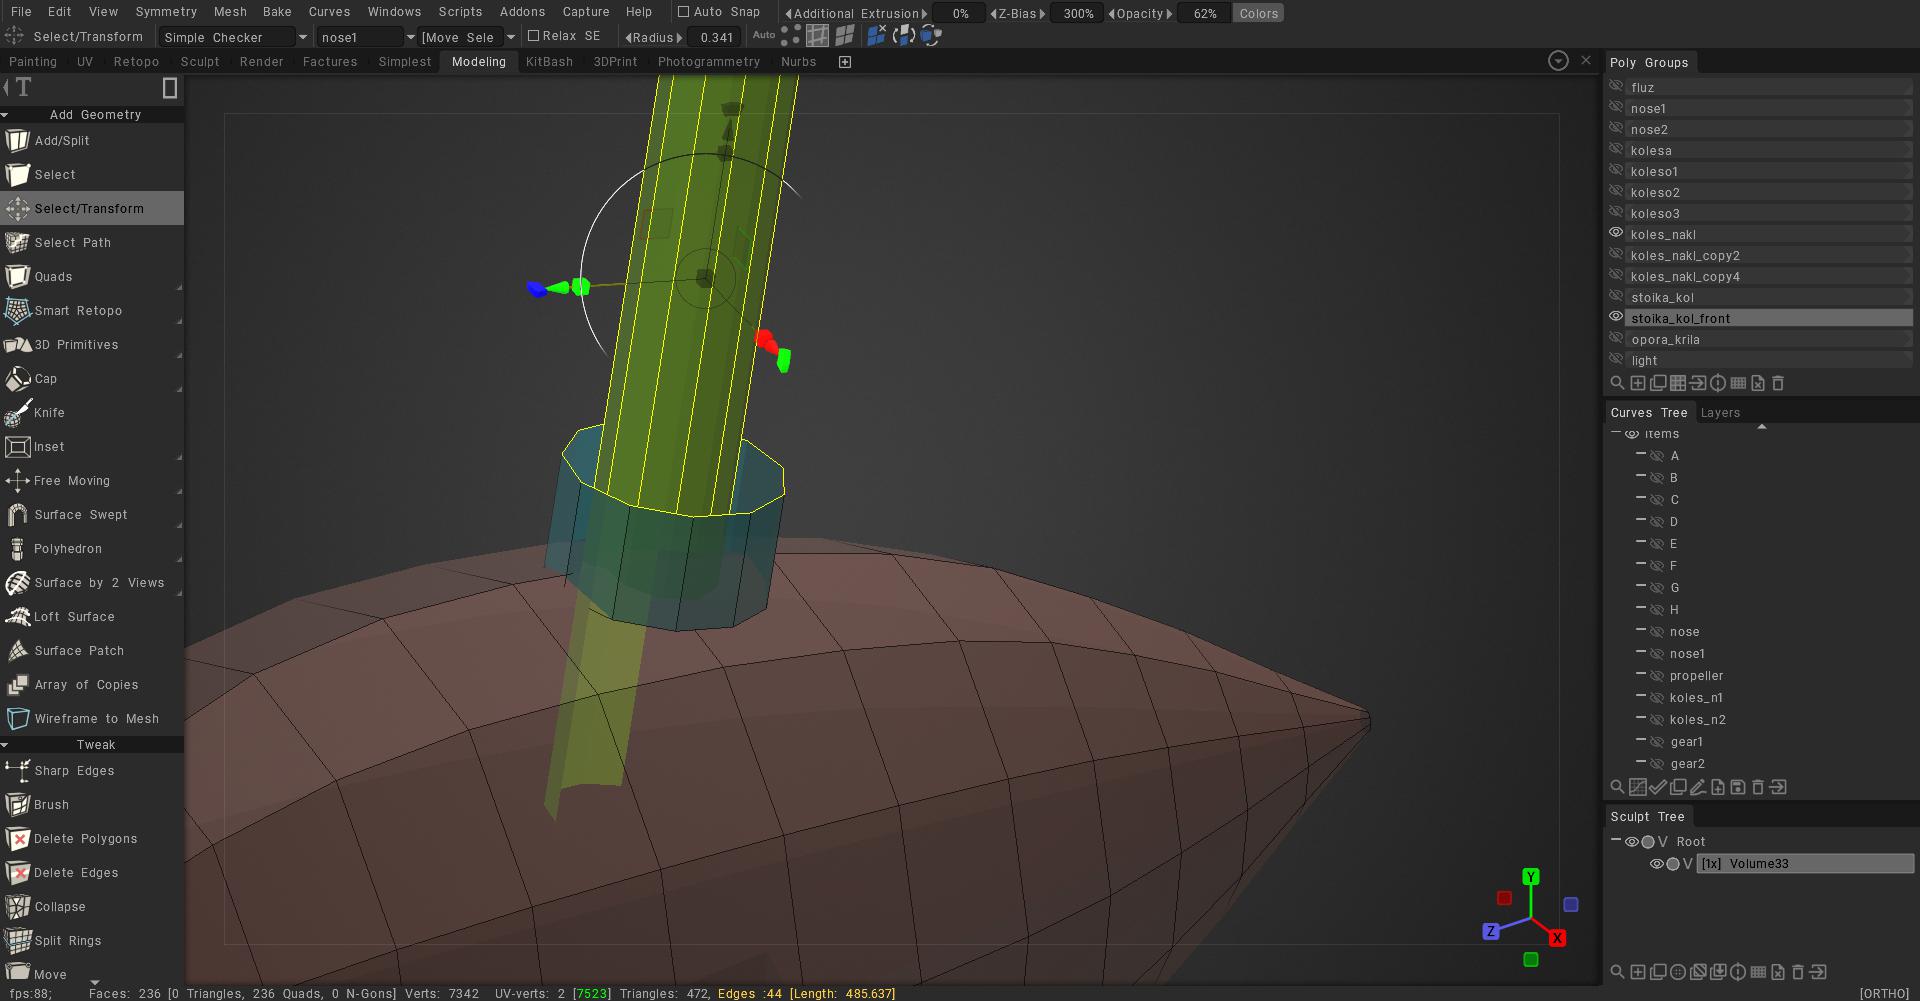 File Edit View Symmetry Mesh Bake Curves Windows Scripts Addons Capture Help Auto Snap Additional Extrusion 0% Z-Bias 300% Opacity 62% Colors
Select/Transform Simple Checker nose1 [Move Sele Relax SE Radius 0.341 Auto
Painting UV Retopo Sculpt Render Factures Simplest Modeling KitBash 3DPrint Photogrammetry Nurbs
T
Add Geometry
Add/Split
Select
Select/Transform
Select Path
Quads
Smart Retopo
3D Primitives
Cap
Knife
Inset
Free Moving
Surface Swept
Polyhedron
Surface by 2 Views
Loft Surface
Surface Patch
Array of Copies
Wireframe to Mesh
Tweak
Sharp Edges
Brush
Delete Polygons
Delete Edges
Collapse
Split Rings
Move
Poly Groups
fluz
nose1
nose2
kolesa
koleso1
koleso2
koleso3
koles_nakl
koles_nakl_copy2
koles_nakl_copy4
stoika_kol
stoika_kol_front
opora_krila
light
Curves Tree Layers
items
A
B
C
D
E
F
G
H
nose
nose1
propeller
koles_n1
koles_n2
gear1
gear2
Sculpt Tree
V Root
V [1x] Volume33
Y
Z
X
fps:88; Faces: 236 [0 Triangles, 236 Quads, 0 N-Gons] Verts: 7342 UV-verts: 2 [7523] Triangles: 472, Edges :44 [Length: 485.637] [ORTHO]